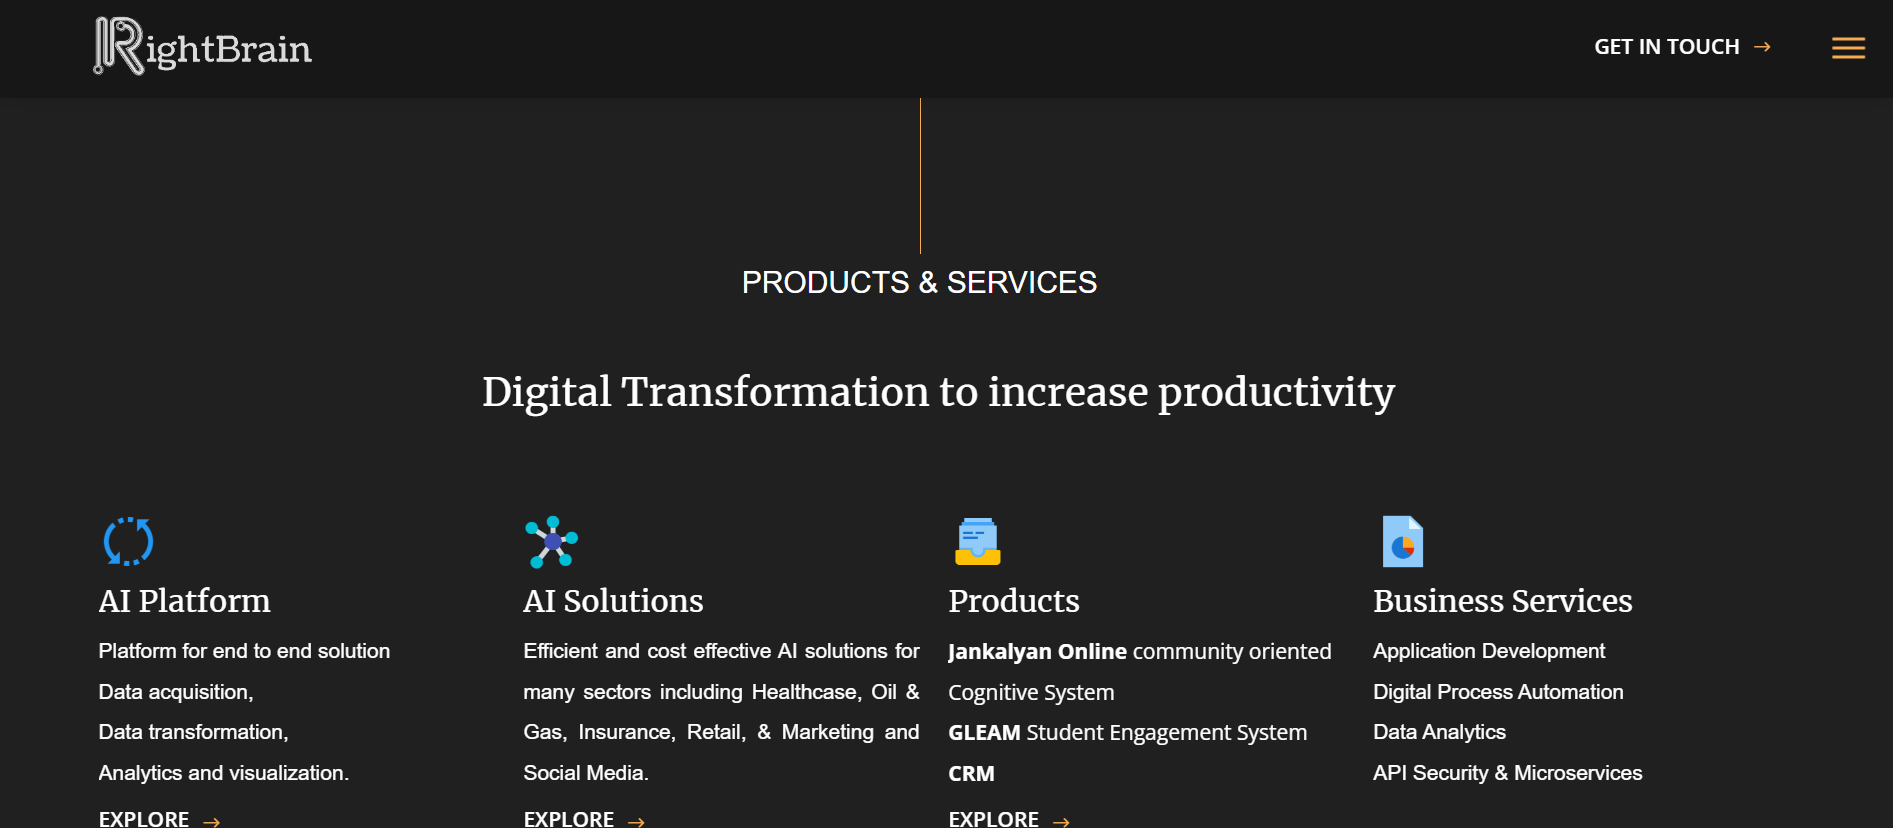 RightBrain
GET IN TOUCH →
PRODUCTS & SERVICES
Digital Transformation to increase productivity
AI Platform
Platform for end to end solution
Data acquisition,
Data transformation,
Analytics and visualization.
EXPLORE →
AI Solutions
Efficient and cost effective AI solutions for
many sectors including Healthcase, Oil &
Gas, Insurance, Retail, & Marketing and
Social Media.
EXPLORE →
Products
Jankalyan Online community oriented
Cognitive System
GLEAM Student Engagement System
CRM
EXPLORE →
Business Services
Application Development
Digital Process Automation
Data Analytics
API Security & Microservices